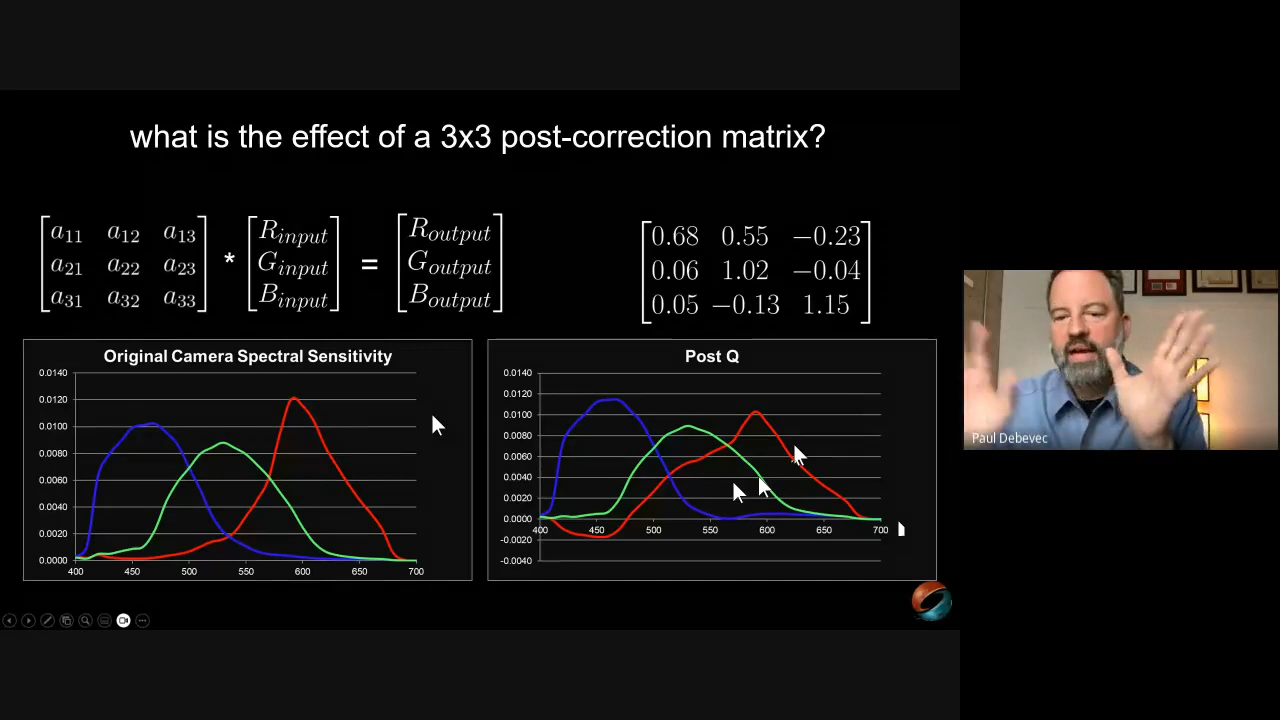 what is the effect of a 3x3 post-correction matrix?
[a11 a12 a13] [Rinput] [Routput]
[a21 a22 a23] * [Ginput] = [Goutput]
[a31 a32 a33] [Binput] [Boutput]
0.68 0.55 −0.23
0.06 1.02 −0.04
0.05 −0.13 1.15
Original Camera Spectral Sensitivity
0.0140
0.0120
0.0100
0.0080
0.0060
0.0040
0.0020
0.0000
400 450 500 550 600 650 700
Post Q
0.0140
0.0120
0.0100
0.0080
0.0060
0.0040
0.0020
0.0000
400 450 500 550 600 650 700
-0.0020
-0.0040
Paul Debevec